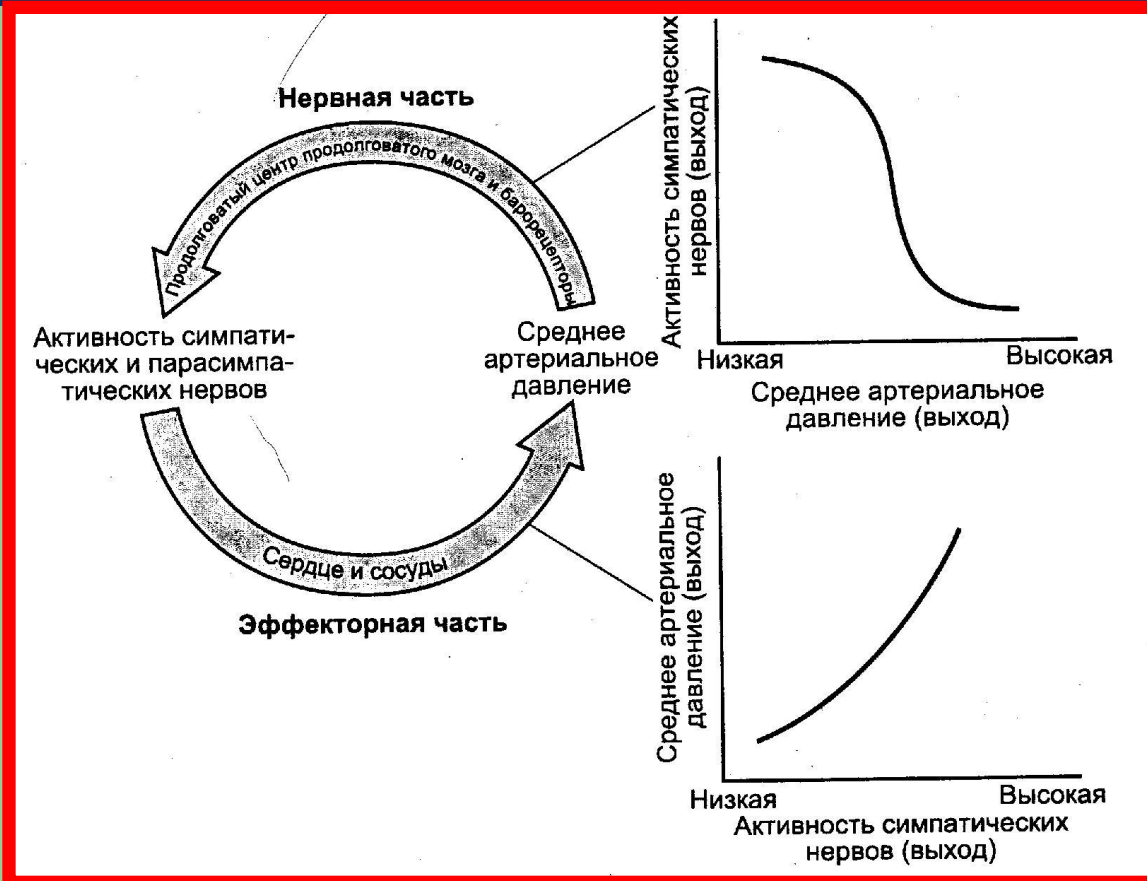 Нервная часть
Продолговатый центр продолговатого мозга и барорецепторы
Активность симпати-
ческих и парасимпа-
тических нервов
Среднее
артериальное
давление
Сердце и сосуды
Эффекторная часть
Активность симпатических
нервов (выход)
Низкая
Высокая
Среднее артериальное
давление (выход)
Среднее артериальное
давление (выход)
Низкая
Высокая
Активность симпатических
нервов (выход)